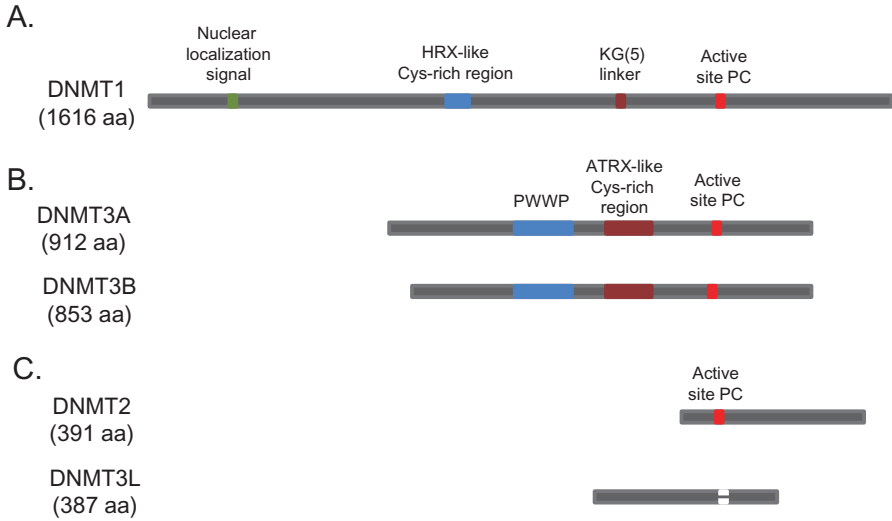 A.
Nuclear
localization
signal
HRX-like
Cys-rich region
KG(5)
linker
Active
site PC
DNMT1
(1616 aa)
B.
PWWP
ATRX-like
Cys-rich
region
Active
site PC
DNMT3A
(912 aa)
DNMT3B
(853 aa)
C.
Active
site PC
DNMT2
(391 aa)
DNMT3L
(387 aa)